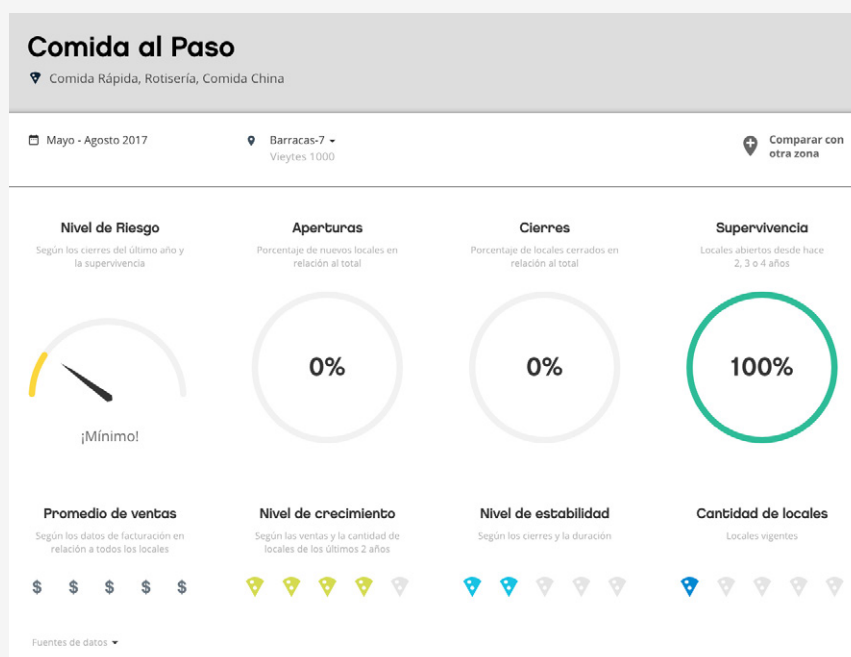 Comida al Paso
Comida Rápida, Rotisería, Comida China
Mayo - Agosto 2017
Barracas-7
Vieytes 1000
Comparar con
otra zona
Nivel de Riesgo
Según los cierres del último año y
la supervivencia
¡Mínimo!
Aperturas
Porcentaje de nuevos locales en
relación al total
0%
Cierres
Porcentaje de locales cerrados en
relación al total
0%
Supervivencia
Locales abiertos desde hace
2, 3 o 4 años
100%
Promedio de ventas
Según los datos de facturación en
relación a todos los locales
$ $ $ $ $
Nivel de crecimiento
Según las ventas y la cantidad de
locales de los últimos 2 años
Nivel de estabilidad
Según los cierres y la duración
Cantidad de locales
Locales vigentes
Fuentes de datos